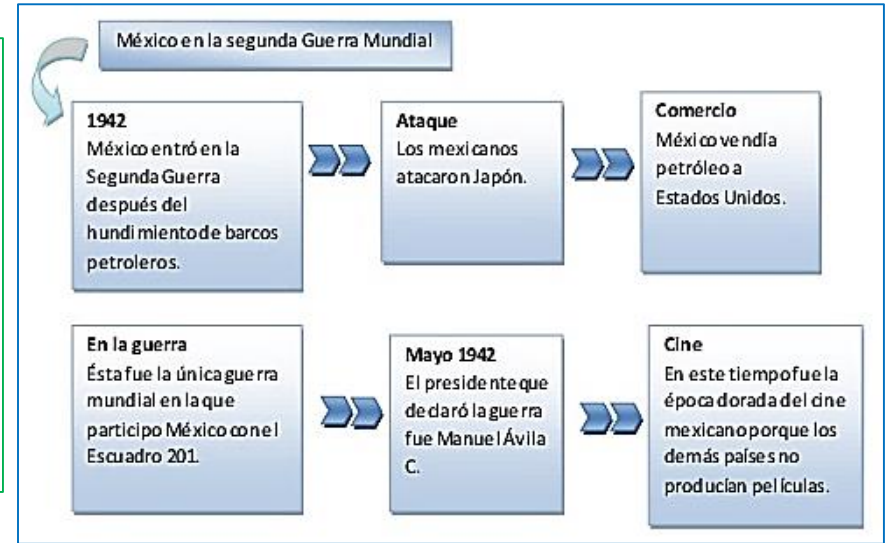 México en la segunda Guerra Mundial
1942
México entró en la
Segunda Guerra
después del
hundimiento de barcos
petroleros.
Ataque
Los mexicanos
atacaron Japón.
Comercio
México vendía
petróleo a
Estados Unidos.
En la guerra
Ésta fue la única guerra
mundial en la que
participo México con el
Escuadro 201.
Mayo 1942
El presidente que
declaró la guerra
fue Manuel Ávila
C.
Cine
En este tiempo fue la
época dorada del cine
mexicano porque los
demás países no
producían películas.